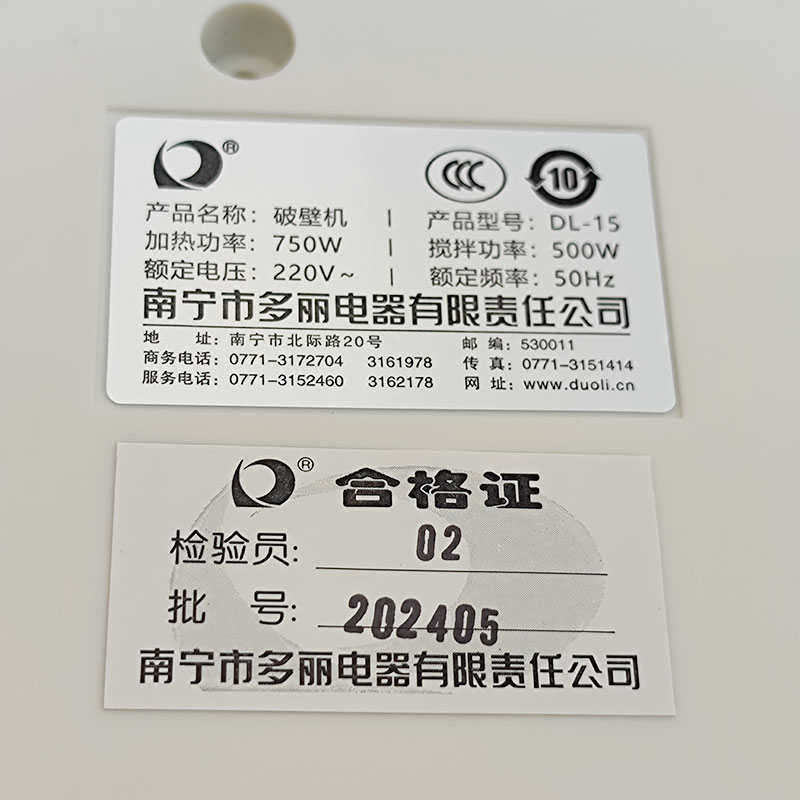 ®
产品名称：破壁机 | 产品型号：DL-15
加热功率：750W | 搅拌功率：500W
额定电压：220V~ | 额定频率：50Hz
南宁市多丽电器有限责任公司
地 址：南宁市北际路20号 邮 编：530011
商务电话：0771-3172704 3161978 传 真：0771-3151414
服务电话：0771-3152460 3162178 网 址：www.duoli.cn
CCC
10
® 合格证
检验员: 02
批 号: 202405
南宁市多丽电器有限责任公司